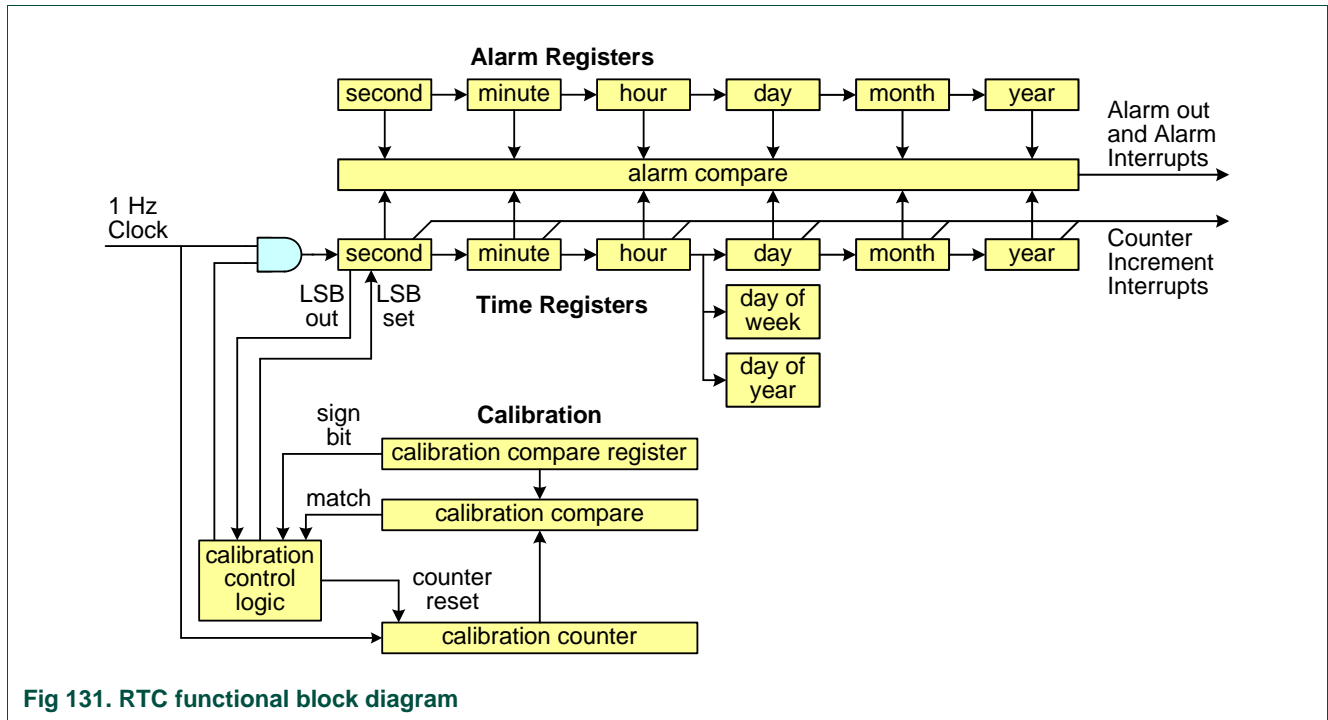 Alarm Registers
second
minute
hour
day
month
year
Alarm out
and Alarm
Interrupts
alarm compare
1 Hz
Clock
second
minute
hour
day
month
year
Counter
Increment
Interrupts
LSB
out
LSB
set
Time Registers
day of
week
day of
year
Calibration
sign
bit
calibration compare register
match
calibration compare
calibration
control
logic
counter
reset
calibration counter
Fig 131. RTC functional block diagram